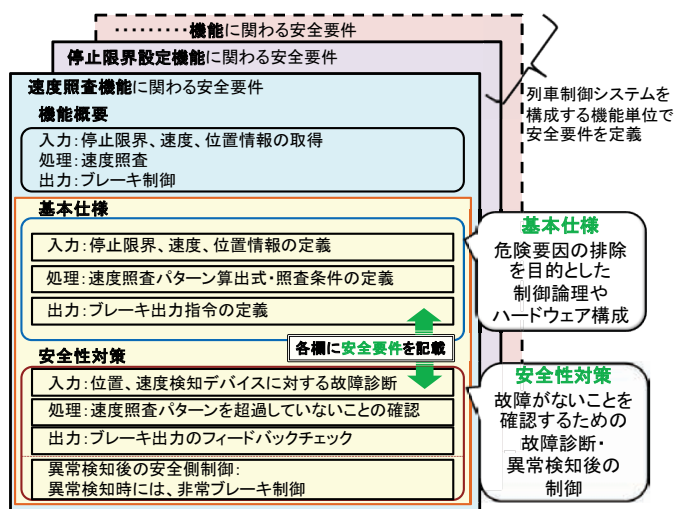 ·········機能に関わる安全要件
停止限界設定機能に関わる安全要件
速度照査機能に関わる安全要件
機能概要
入力:停止限界、速度、位置情報の取得
処理:速度照査
出力:ブレーキ制御
列車制御システムを
構成する機能単位で
安全要件を定義
基本仕様
入力:停止限界、速度、位置情報の定義
処理:速度照査パターン算出式・照査条件の定義
出力:ブレーキ出力指令の定義
基本仕様
危険要因の排除
を目的とした
制御論理や
ハードウェア構成
各欄に安全要件を記載
安全性対策
入力:位置、速度検知デバイスに対する故障診断
処理:速度照査パターンを超過していないことの確認
出力:ブレーキ出力のフィードバックチェック
異常検知後の安全側制御:
異常検知時には、非常ブレーキ制御
安全性対策
故障がないことを
確認するための
故障診断・
異常検知後の
制御